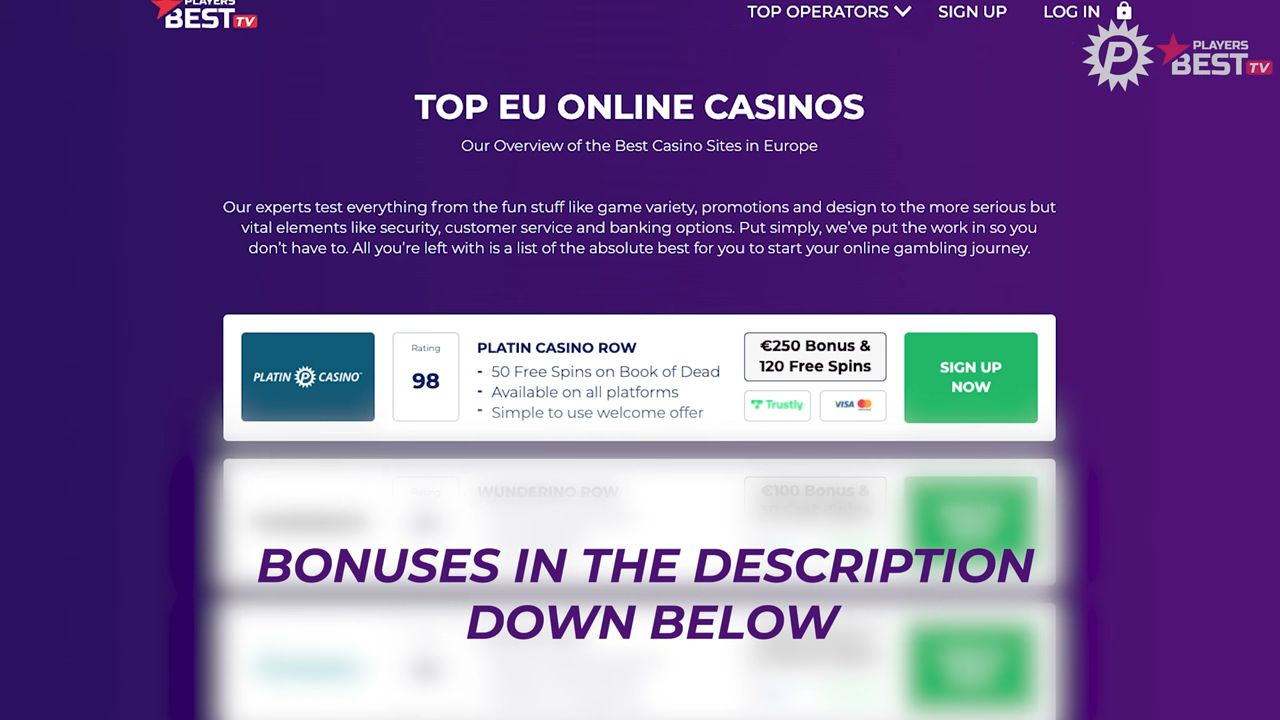 PLAYERS
BEST TV
TOP OPERATORS
SIGN UP
LOG IN
P
PLAYERS
BEST TV
TOP EU ONLINE CASINOS
Our Overview of the Best Casino Sites in Europe
Our experts test everything from the fun stuff like game variety, promotions and design to the more serious but
vital elements like security, customer service and banking options. Put simply, we've put the work in so you
don't have to. All you're left with is a list of the absolute best for you to start your online gambling journey.
PLATIN P CASINO
Rating
98
PLATIN CASINO ROW
- 50 Free Spins on Book of Dead
- Available on all platforms
- Simple to use welcome offer
€250 Bonus &
120 Free Spins
Trustly
VISA
SIGN UP
NOW
Rating
WUNDERINO ROW
€100 Bonus &
BONUSES IN THE DESCRIPTION
DOWN BELOW